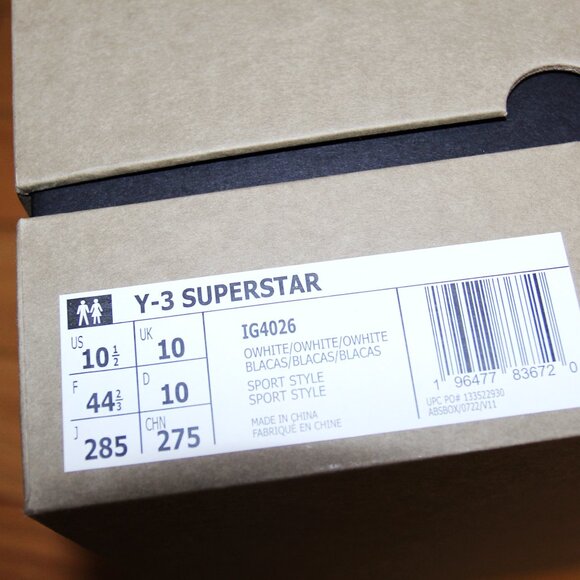 Y-3 SUPERSTAR
US 10 1/2
UK 10
F 44 2/3
D 10
J 285
CHN 275
IG4026
OWHITE/OWHITE/OWHITE
BLACAS/BLACAS/BLACAS
SPORT STYLE
SPORT STYLE
MADE IN CHINA
FABRIQUÉ EN CHINE
1 96477 83672 0
UPC PO# 133522930
ABSBOX/0722/V11